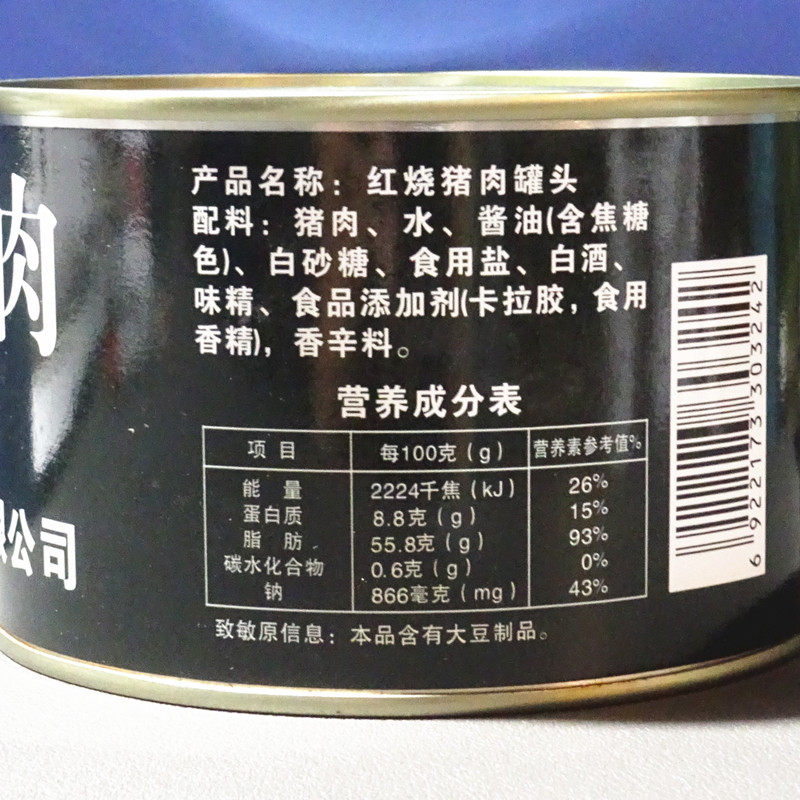 肉
公司
产品名称：红烧猪肉罐头
配料：猪肉、水、酱油(含焦糖
色)、白砂糖、食用盐、白酒、
味精、食品添加剂(卡拉胶，食用
香精)，香辛料。
营养成分表
项 目 每100克（g） 营养素参考值%
能 量 2224千焦（kJ） 26%
蛋白质 8.8克（g） 15%
脂 肪 55.8克（g） 93%
碳水化合物 0.6克（g） 0%
钠 866毫克（mg） 43%
致敏原信息：本品含有大豆制品。
6 922173 303242